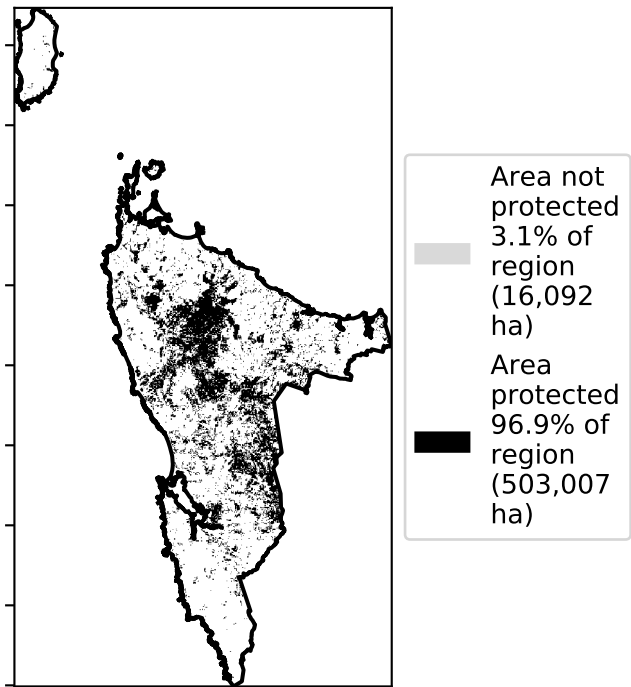 Area not
protected
3.1% of
region
(16,092
ha)
Area
protected
96.9% of
region
(503,007
ha)